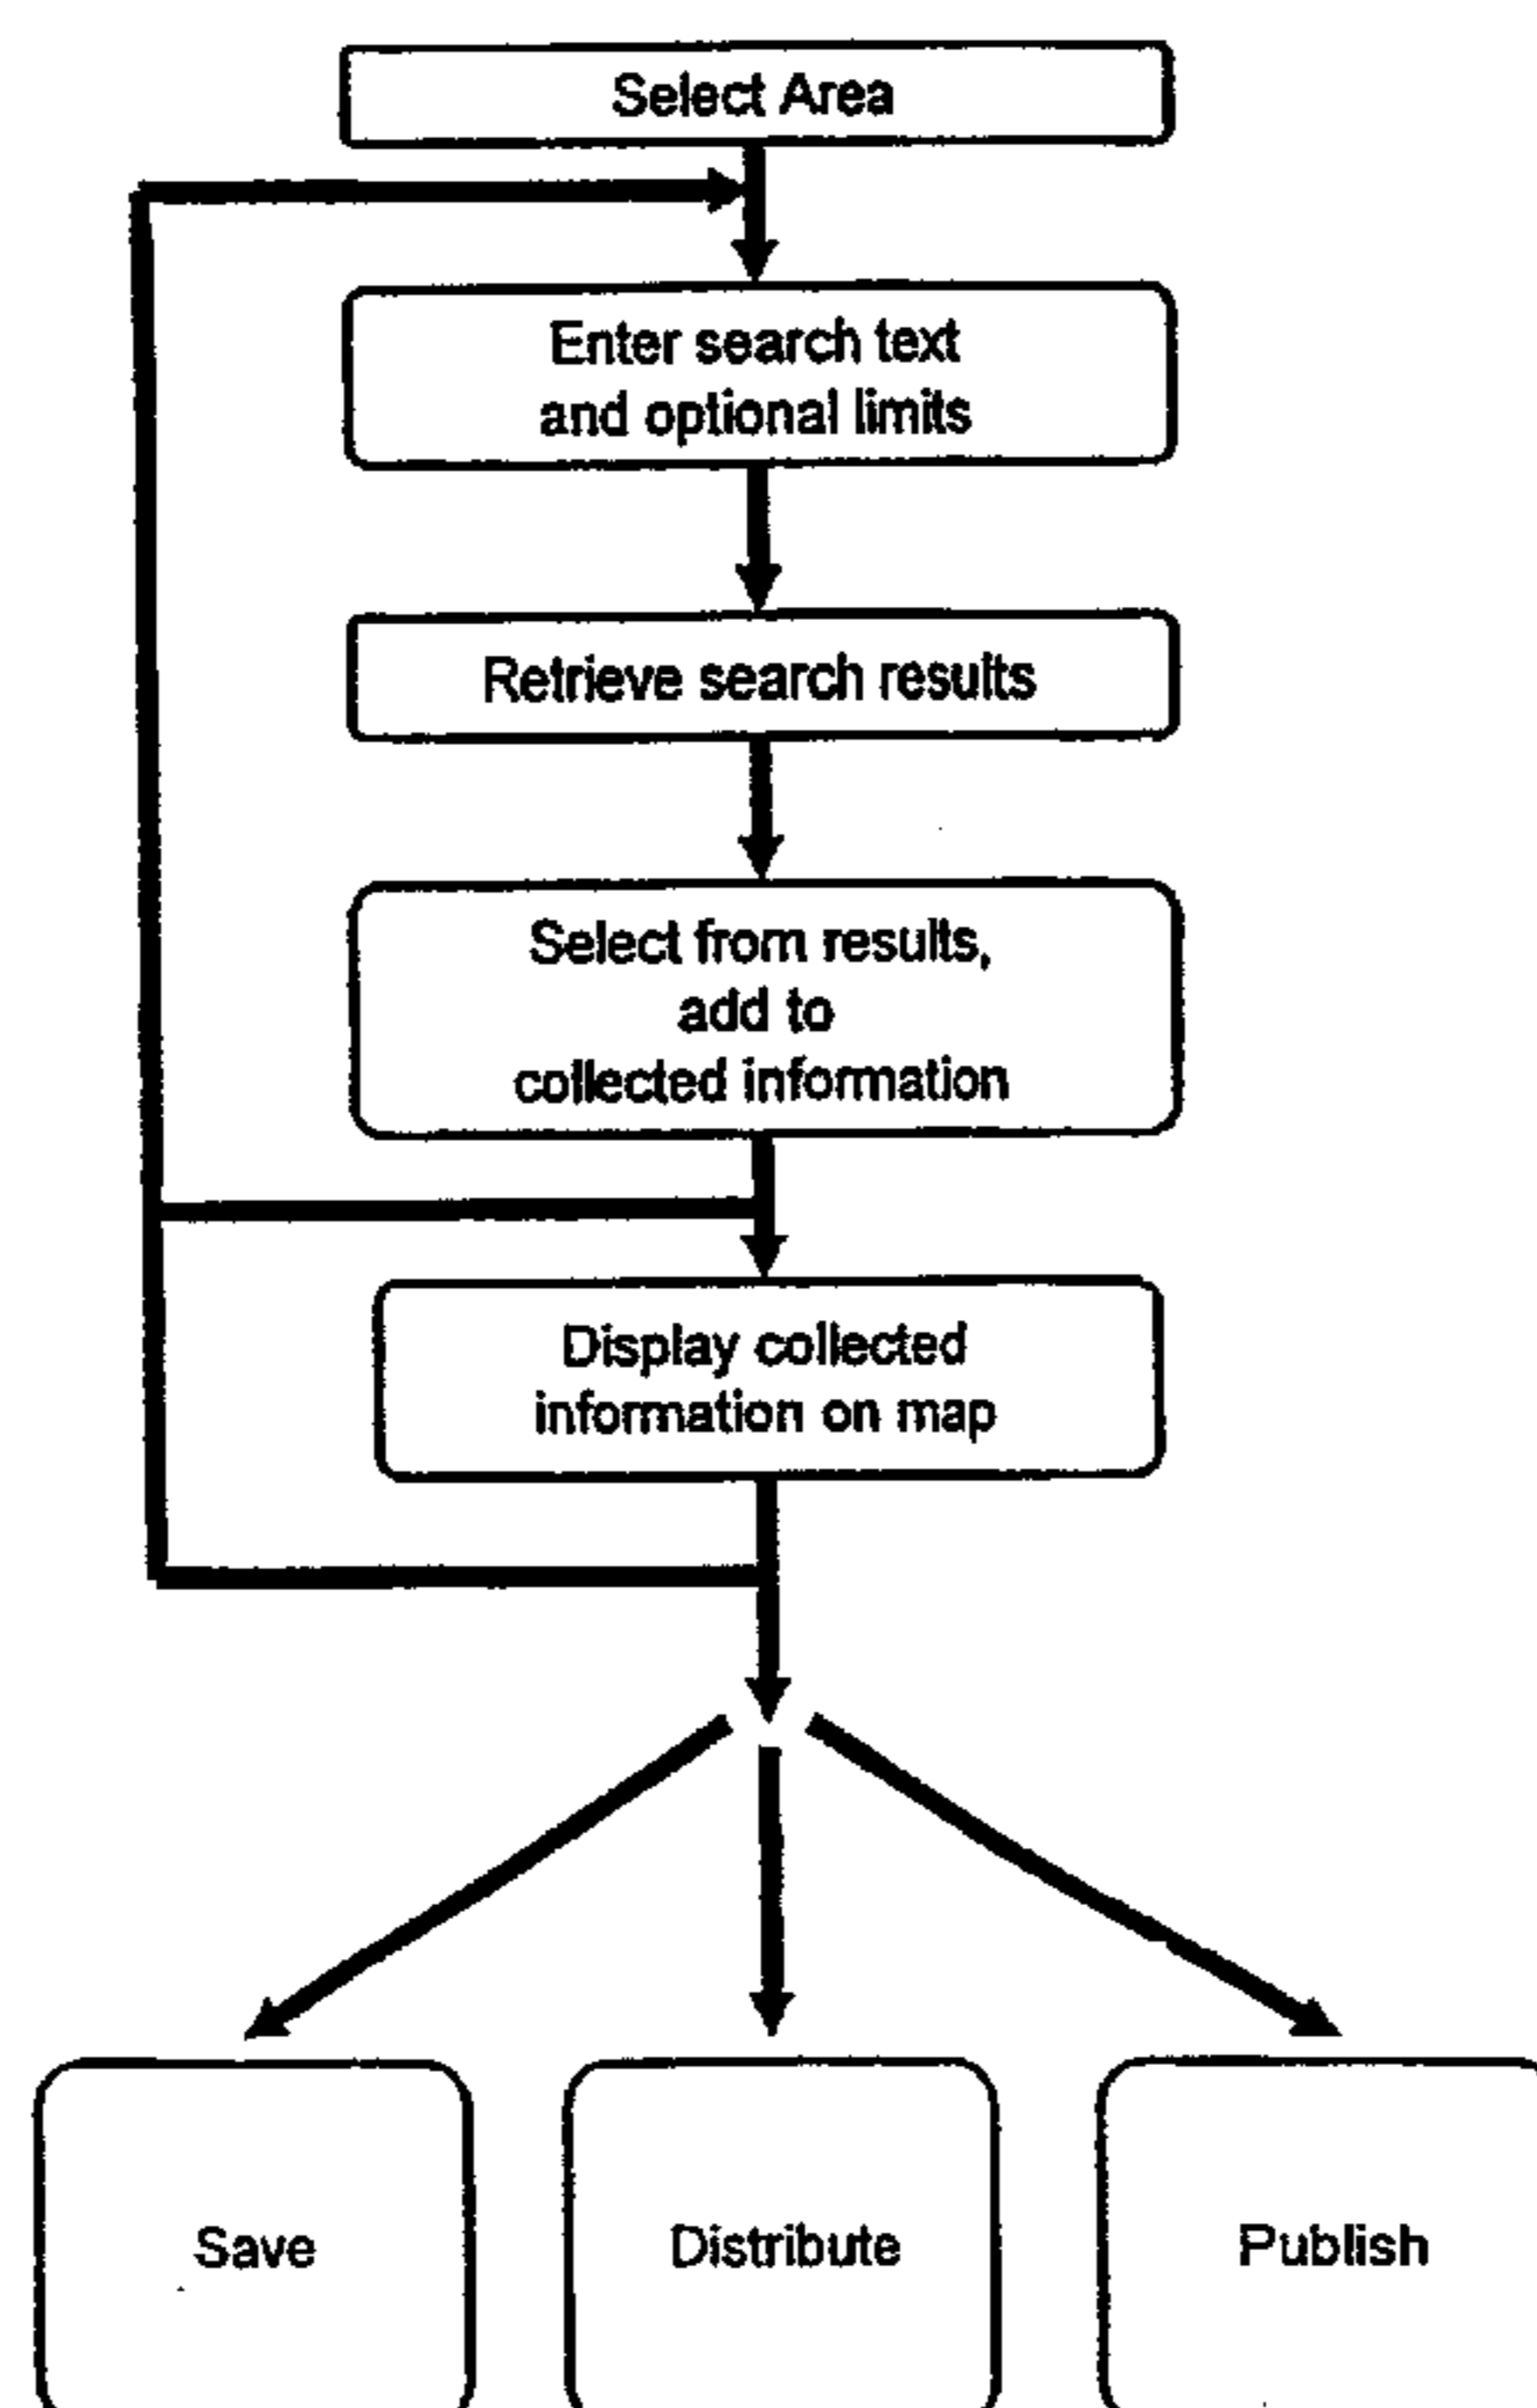 Select Area
Enter search text
and optional limits
Retrieve search results
Select from results,
add to
collected information
Display collected
information on map
Save
Distribute
Publish